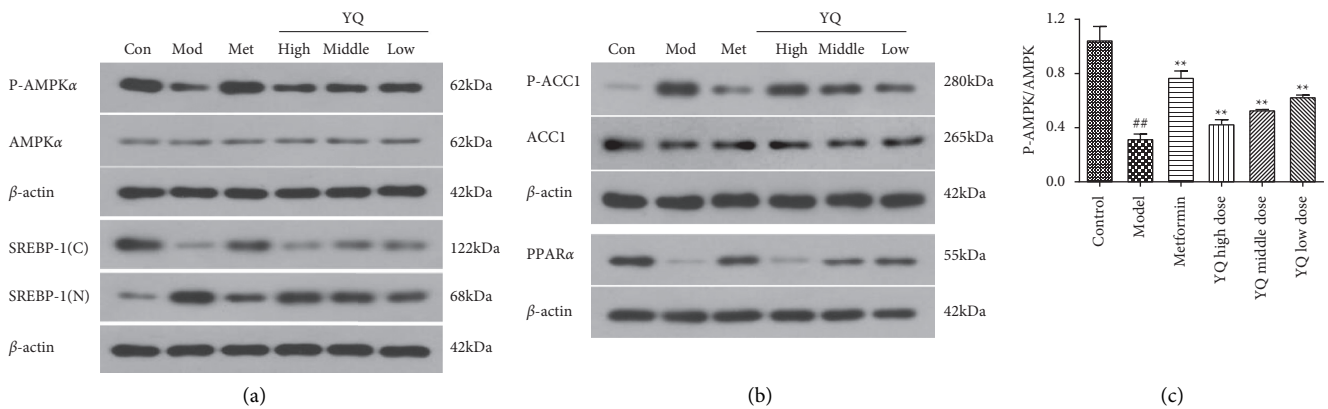 YQ
Con Mod Met High Middle Low
P-AMPKα 62kDa
AMPKα 62kDa
β-actin 42kDa
SREBP-1(C) 122kDa
SREBP-1(N) 68kDa
β-actin 42kDa
(a)
YQ
Con Mod Met High Middle Low
P-ACC1 280kDa
ACC1 265kDa
β-actin 42kDa
PPARα 55kDa
β-actin 42kDa
(b)
P-AMPK/AMPK
1.2
0.8
0.4
0.0
##
**
**
**
**
Control
Model
Metformin
YQ high dose
YQ middle dose
YQ low dose
(c)